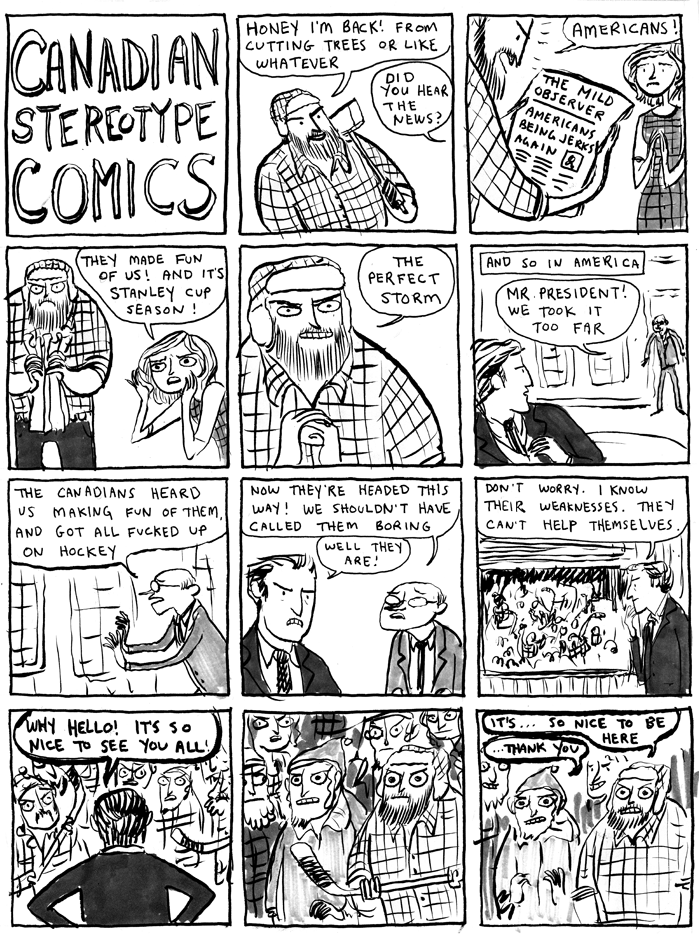 CANADIAN
STEREOTYPE
COMICS
HONEY I'M BACK! FROM
CUTTING TREES OR LIKE
WHATEVER
DID
YOU HEAR
THE
NEWS?
AMERICANS!
THE MILD
OBSERVER
AMERICANS
BEING JERKS
AGAIN
THEY MADE FUN
OF US! AND IT'S
STANLEY CUP
SEASON!
THE
PERFECT
STORM
AND SO IN AMERICA
MR. PRESIDENT!
WE TOOK IT
TOO FAR
THE CANADIANS HEARD
US MAKING FUN OF THEM,
AND GOT ALL FUCKED UP
ON HOCKEY
NOW THEY'RE HEADED THIS
WAY! WE SHOULDN'T HAVE
CALLED THEM BORING
WELL THEY
ARE!
DON'T WORRY. I KNOW
THEIR WEAKNESSES. THEY
CAN'T HELP THEMSELVES.
WHY HELLO! IT'S SO
NICE TO SEE YOU ALL!
IT'S... SO NICE TO BE
HERE
...THANK YOU